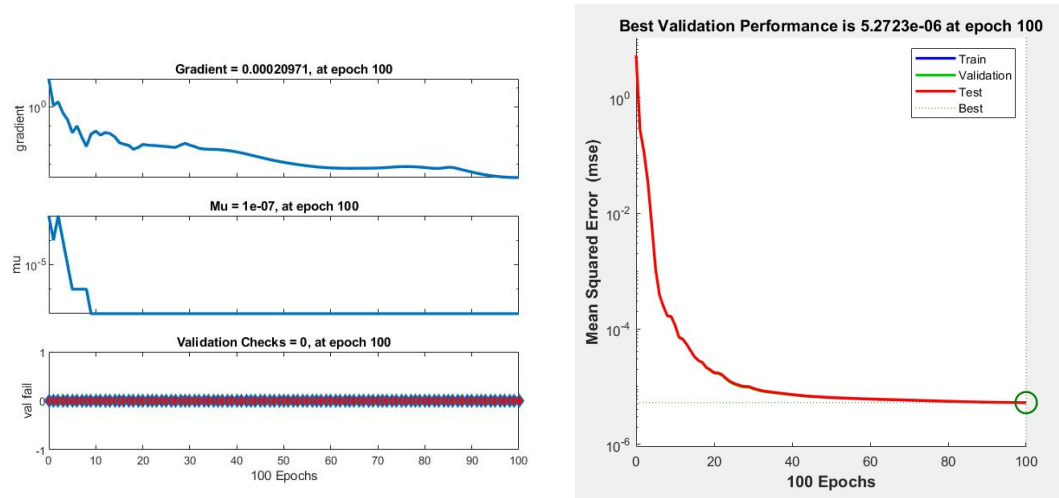 Gradient = 0.00020971, at epoch 100
10^0
gradient
Mu = 1e-07, at epoch 100
10^-5
mu
Validation Checks = 0, at epoch 100
1
0
-1
val fail
0 10 20 30 40 50 60 70 80 90 100
100 Epochs
Best Validation Performance is 5.2723e-06 at epoch 100
Train
Validation
Test
Best
10^0
10^-2
10^-4
10^-6
Mean Squared Error (mse)
0 20 40 60 80 100
100 Epochs